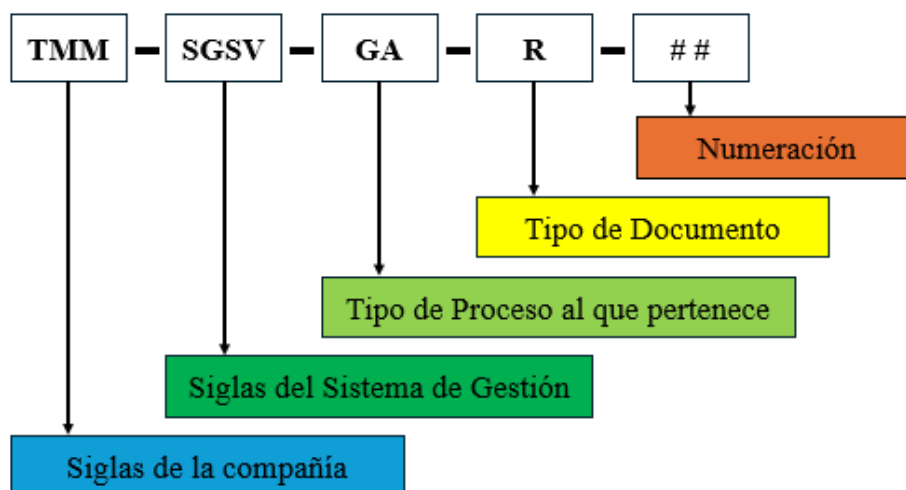 TMM - SGSV - GA - R - # #
Numeración
Tipo de Documento
Tipo de Proceso al que pertenece
Siglas del Sistema de Gestión
Siglas de la compañía